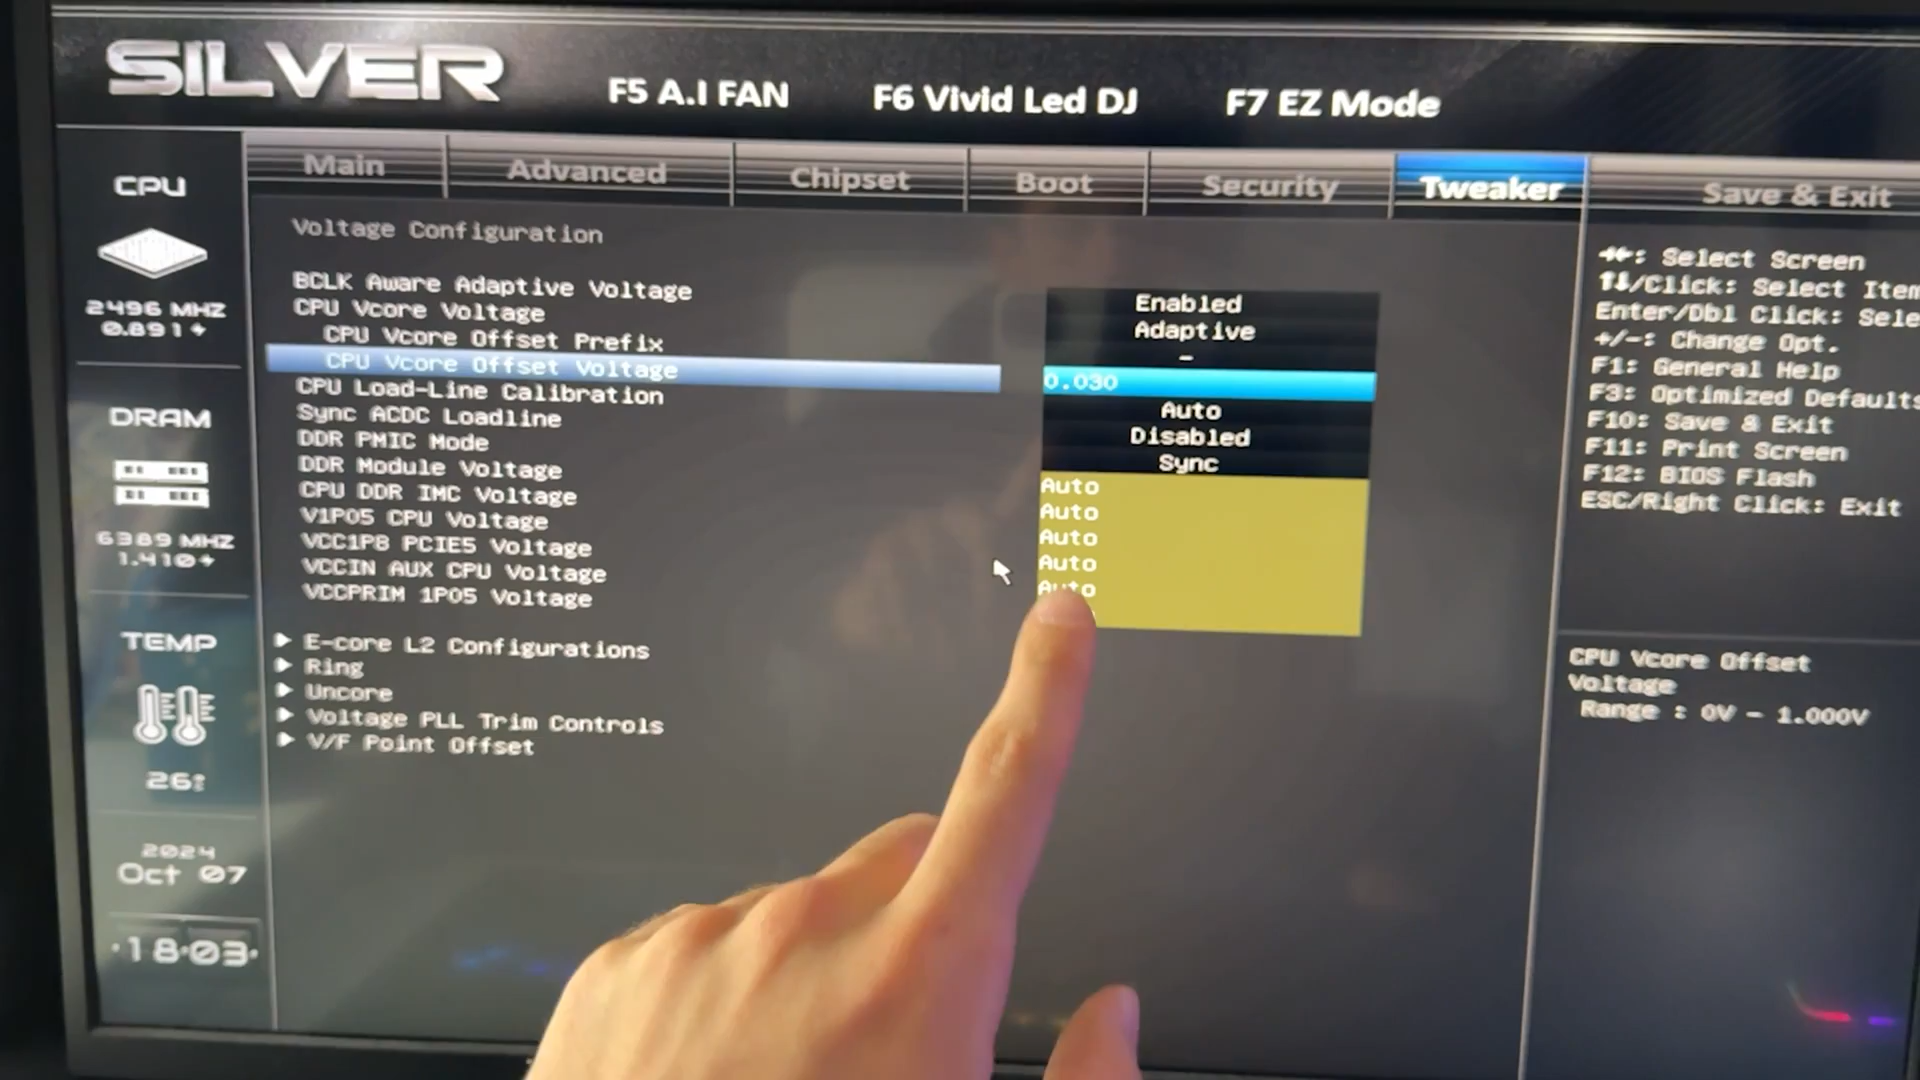 SILVER
F5 A.I FAN F6 Vivid Led DJ F7 EZ Mode
Main Advanced Chipset Boot Security Tweaker Save & Exit
CPU
2496 MHZ
0.891
DRAM
6389 MHZ
1.410
TEMP
26
2024
Oct 07
18:03
Voltage Configuration
BCLK Aware Adaptive Voltage Enabled
CPU Vcore Voltage Adaptive
CPU Vcore Offset Prefix -
CPU Vcore Offset Voltage 0.030
CPU Load-Line Calibration Auto
Sync ACDC Loadline Disabled
DDR PMIC Mode Sync
DDR Module Voltage Auto
CPU DDR IMC Voltage Auto
V1P05 CPU Voltage Auto
VCC1P8 PCIE5 Voltage Auto
VCCIN AUX CPU Voltage Auto
VCCPRIM 1P05 Voltage
E-core L2 Configurations
Ring
Uncore
Voltage PLL Trim Controls
V/F Point Offset
: Select Screen
↑↓/Click: Select Item
Enter/Dbl Click: Sele
+/-: Change Opt.
F1: General Help
F3: Optimized Defaults
F10: Save & Exit
F11: Print Screen
F12: BIOS Flash
ESC/Right Click: Exit
CPU Vcore Offset
Voltage
Range : 0V - 1.000V